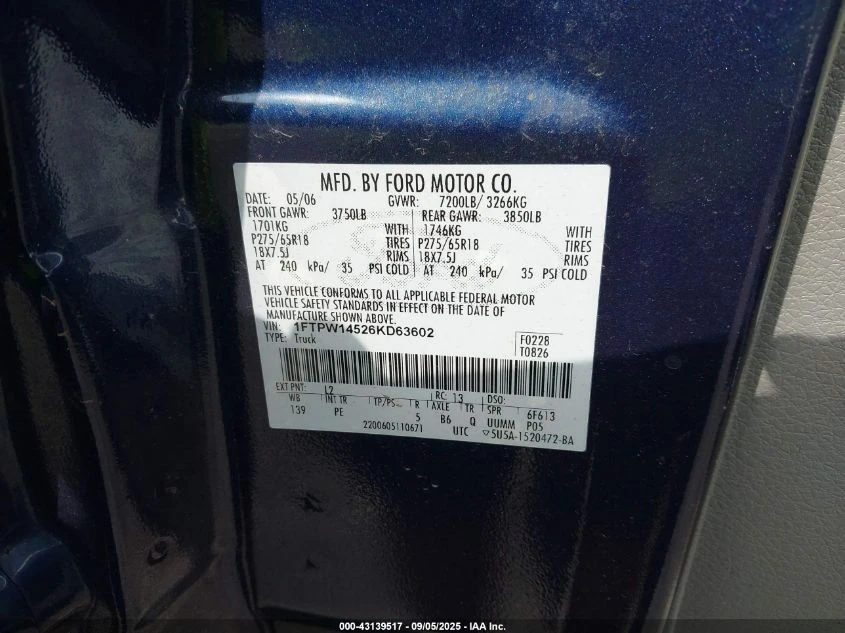 MFD. BY FORD MOTOR CO.
DATE: 05/06 GVWR: 7200LB/ 3266KG
FRONT GAWR: 3750LB REAR GAWR: 3850LB
1701KG WITH 1746KG WITH
P275/65R18 TIRES P275/65R18 TIRES
18X7.5J RIMS 18X7.5J RIMS
AT 240 kPa/ 35 PSI COLD AT 240 kPa/ 35 PSI COLD
THIS VEHICLE CONFORMS TO ALL APPLICABLE FEDERAL MOTOR
VEHICLE SAFETY STANDARDS IN EFFECT ON THE DATE OF
MANUFACTURE SHOWN ABOVE.
VIN: 1FTPW14526KD63602 F0228
TYPE: Truck T0826
EXT PNT: L2 RC: 13 DSO:
WB INT TR TP/PS R AXLE TR SPR 6F613
139 PE 5 B6 Q UUMM P05
2200605110671 UTC 5U5A-1520472-BA
000-43139517 - 09/05/2025 - IAA Inc.